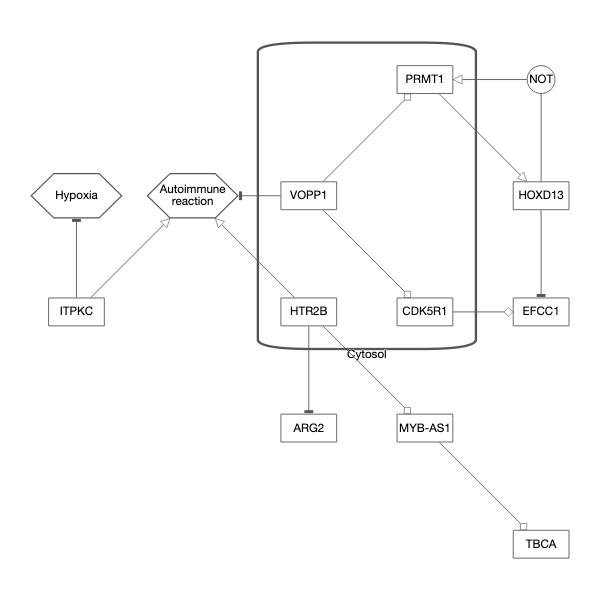 PRMT1
NOT
Hypoxia
Autoimmune
reaction
VOPP1
HOXD13
ITPKC
HTR2B
CDK5R1
EFCC1
Cytosol
ARG2
MYB-AS1
TBCA